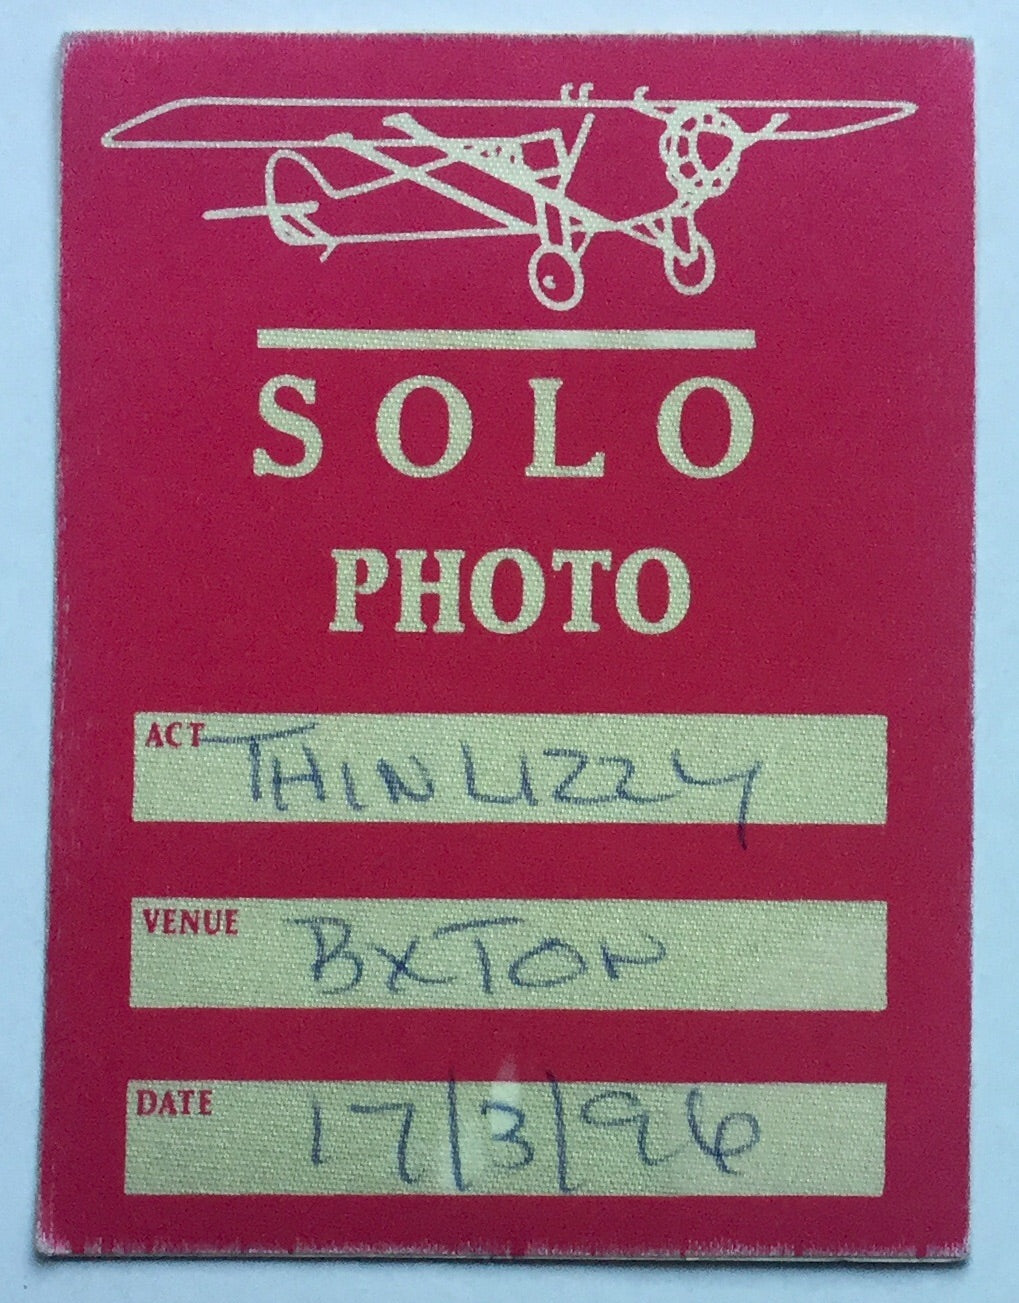 SOLO
PHOTO
ACT THIN LIZZY
VENUE BXTON
DATE 17/3/96